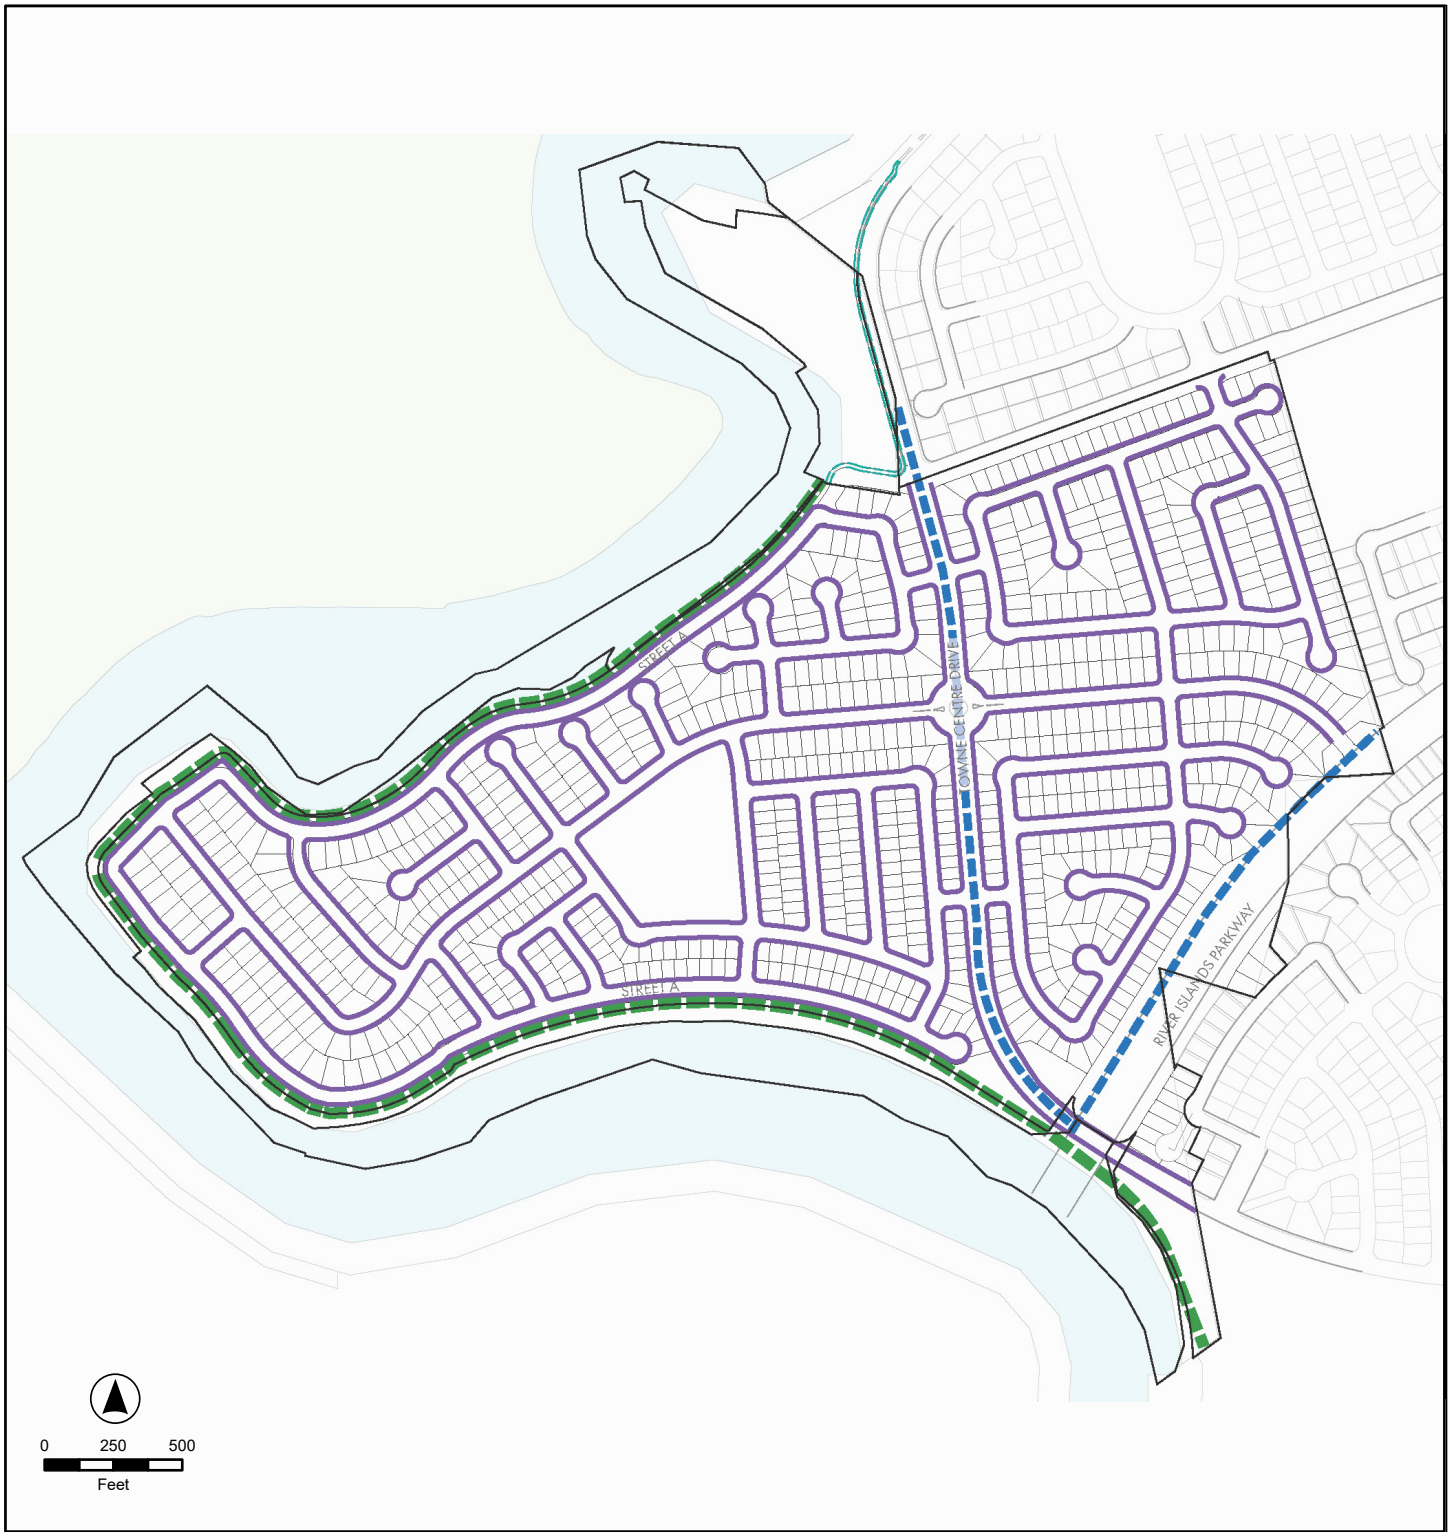 STREET A
TOWNE CENTRE DRIVE
RIVER ISLANDS PARKWAY
STREET A
0 250 500
Feet